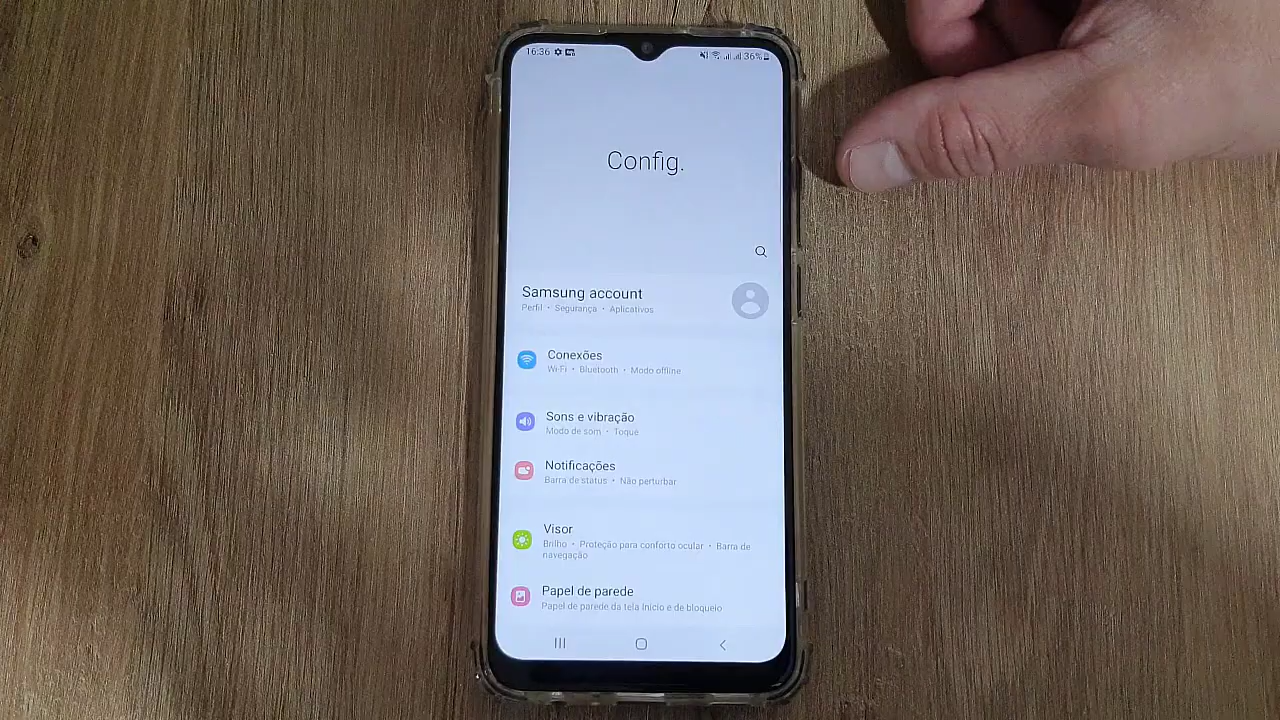 16:36 36%
Config.
Samsung account
Perfil • Segurança • Aplicativos
Conexões
Wi-Fi • Bluetooth • Modo offline
Sons e vibração
Modo de som • Toque
Notificações
Barra de status • Não perturbar
Visor
Brilho • Proteção para conforto ocular • Barra de
navegação
Papel de parede
Papel de parede da tela Início e de bloqueio